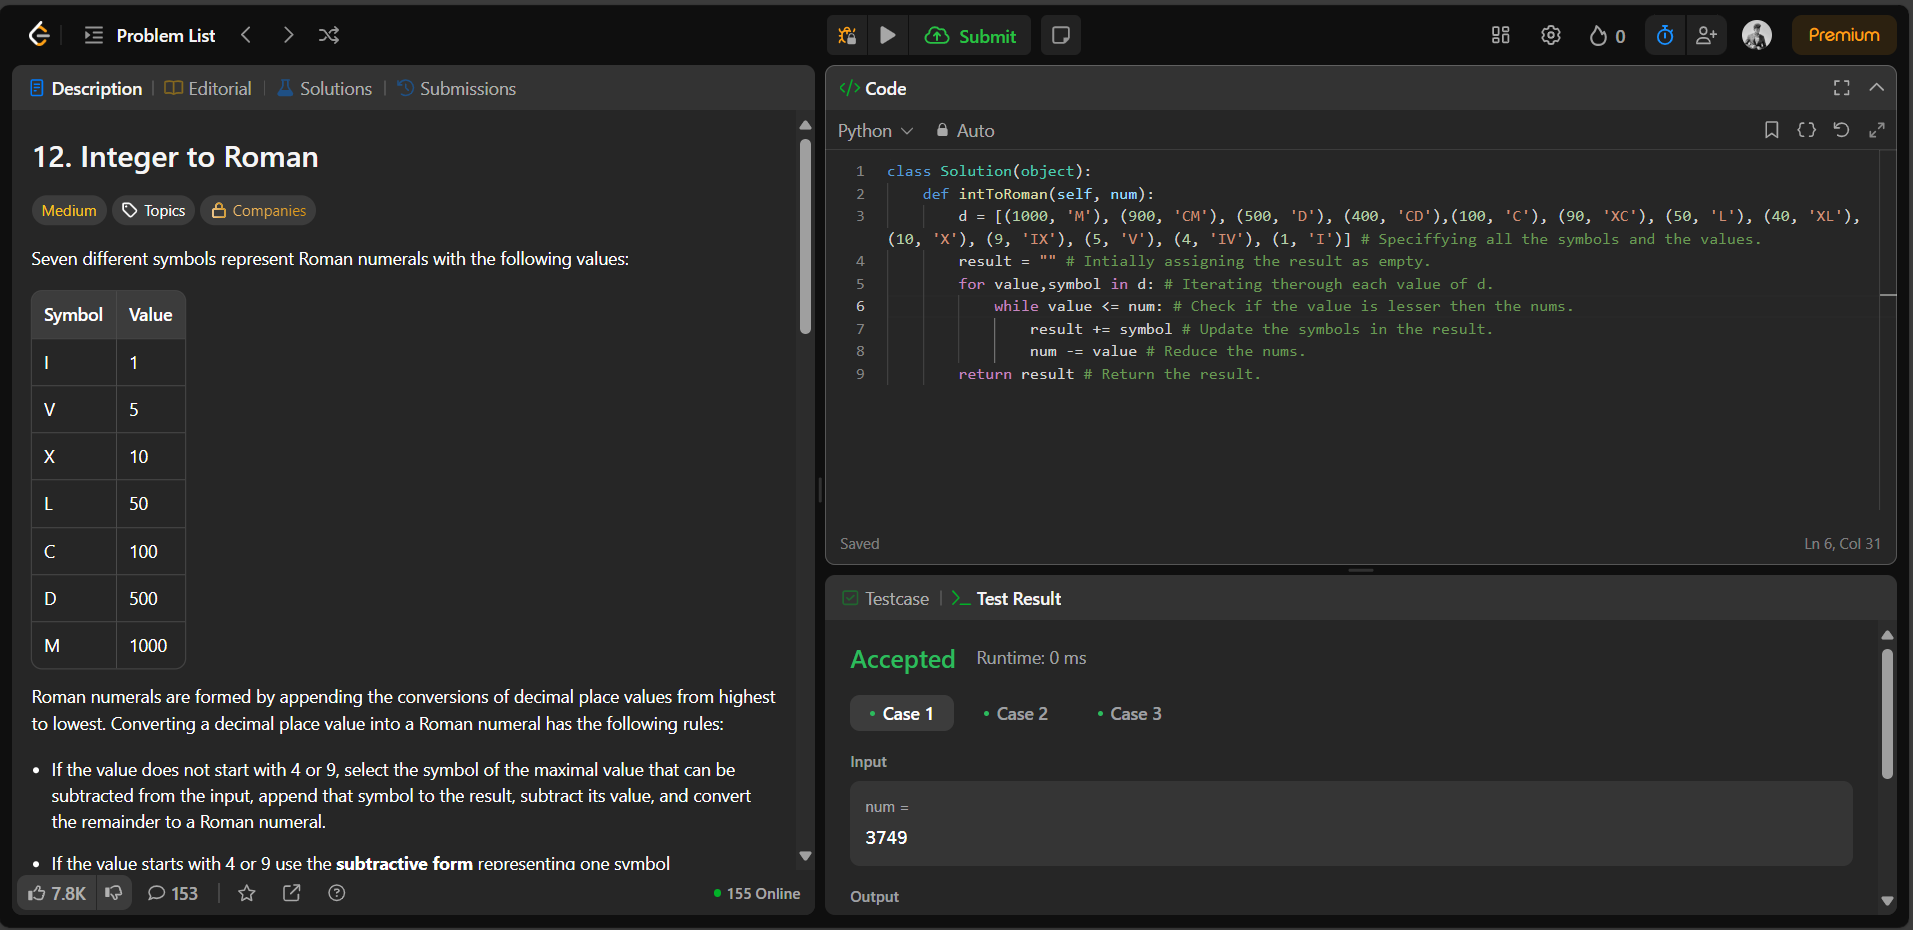 Problem List
Submit
0
Premium
Description
Editorial
Solutions
Submissions
12. Integer to Roman
Medium
Topics
Companies
Seven different symbols represent Roman numerals with the following values:
Symbol Value
I 1
V 5
X 10
L 50
C 100
D 500
M 1000
Roman numerals are formed by appending the conversions of decimal place values from highest
to lowest. Converting a decimal place value into a Roman numeral has the following rules:
• If the value does not start with 4 or 9, select the symbol of the maximal value that can be
subtracted from the input, append that symbol to the result, subtract its value, and convert
the remainder to a Roman numeral.
• If the value starts with 4 or 9 use the subtractive form representing one symbol
7.8K
153
155 Online
</> Code
Python
Auto
1 class Solution(object):
2 def intToRoman(self, num):
3 d = [(1000, 'M'), (900, 'CM'), (500, 'D'), (400, 'CD'),(100, 'C'), (90, 'XC'), (50, 'L'), (40, 'XL'),
(10, 'X'), (9, 'IX'), (5, 'V'), (4, 'IV'), (1, 'I')] # Speciffying all the symbols and the values.
4 result = "" # Intially assigning the result as empty.
5 for value,symbol in d: # Iterating therough each value of d.
6 while value <= num: # Check if the value is lesser then the nums.
7 result += symbol # Update the symbols in the result.
8 num -= value # Reduce the nums.
9 return result # Return the result.
Saved
Ln 6, Col 31
Testcase
>_ Test Result
Accepted
Runtime: 0 ms
• Case 1
• Case 2
• Case 3
Input
num =
3749
Output